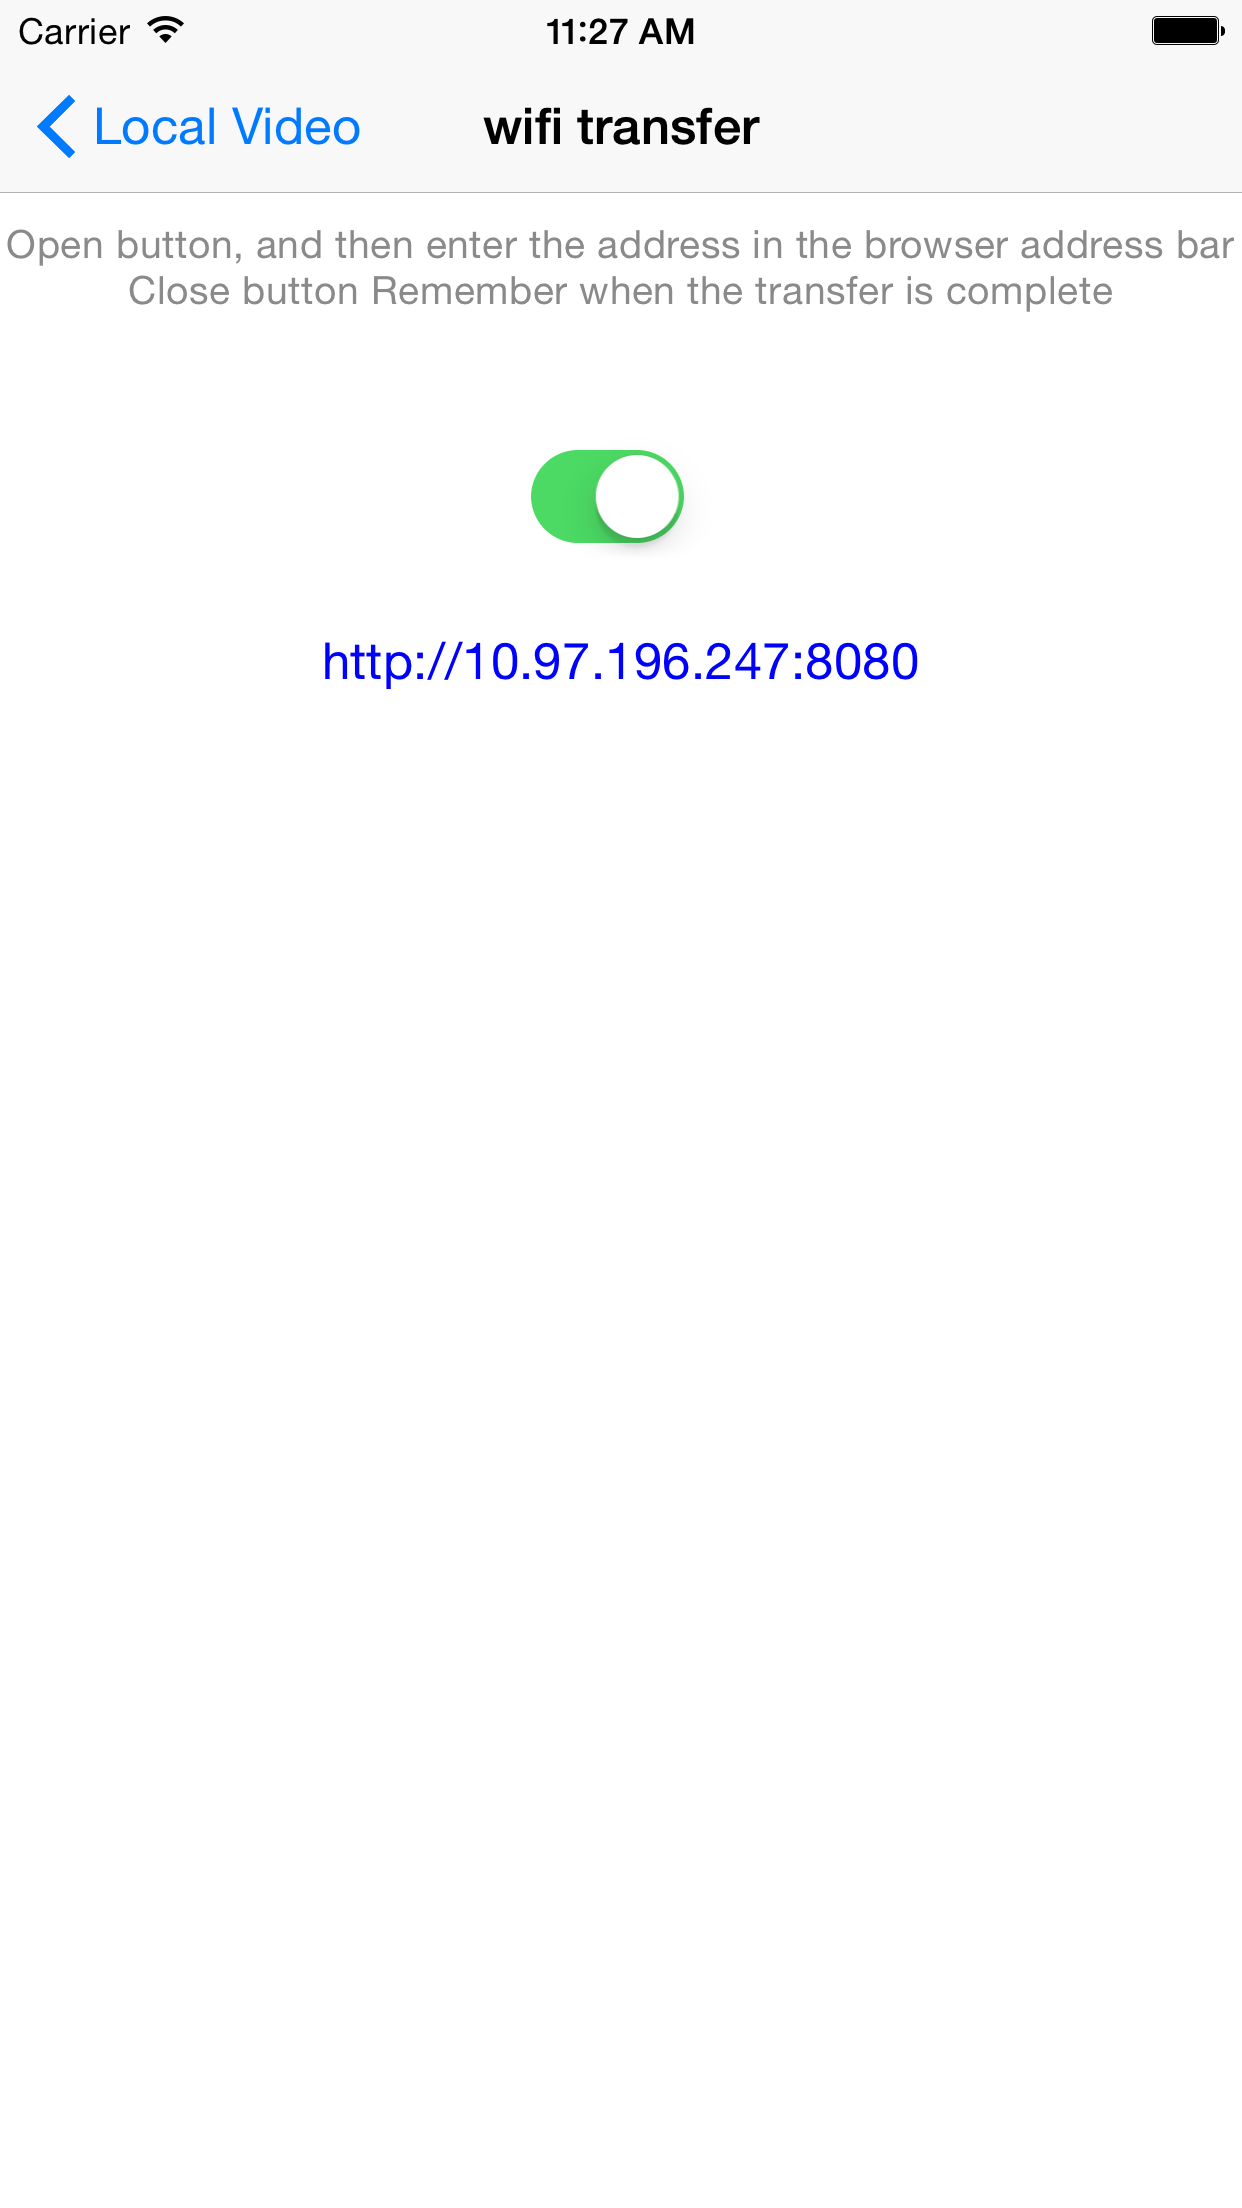 Carrier
11:27 AM
Local Video
wifi transfer
Open button, and then enter the address in the browser address bar
Close button Remember when the transfer is complete
http://10.97.196.247:8080